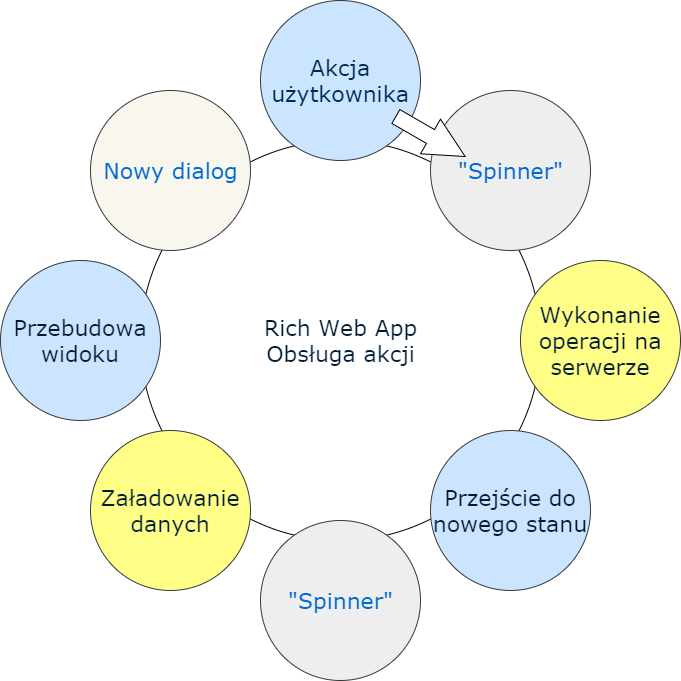 Akcja
użytkownika
"Spinner"
Wykonanie
operacji na
serwerze
Przejście do
nowego stanu
"Spinner"
Załadowanie
danych
Przebudowa
widoku
Nowy dialog
Rich Web App
Obsługa akcji